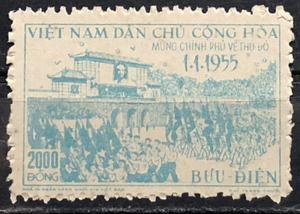 VIỆT NAM DÂN CHỦ CỘNG HÒA
MỪNG CHÍNH PHỦ VỀ THỦ ĐÔ
1.1.1955
2000
ĐỒNG
BƯU-ĐIỆN